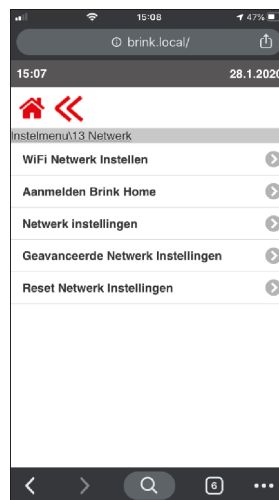 15:08
47%
brink.local/
15:07
28.1.2020
Instelmenu\13 Netwerk
WiFi Netwerk Instellen
Aanmelden Brink Home
Netwerk instellingen
Geavanceerde Netwerk Instellingen
Reset Netwerk Instellingen
6